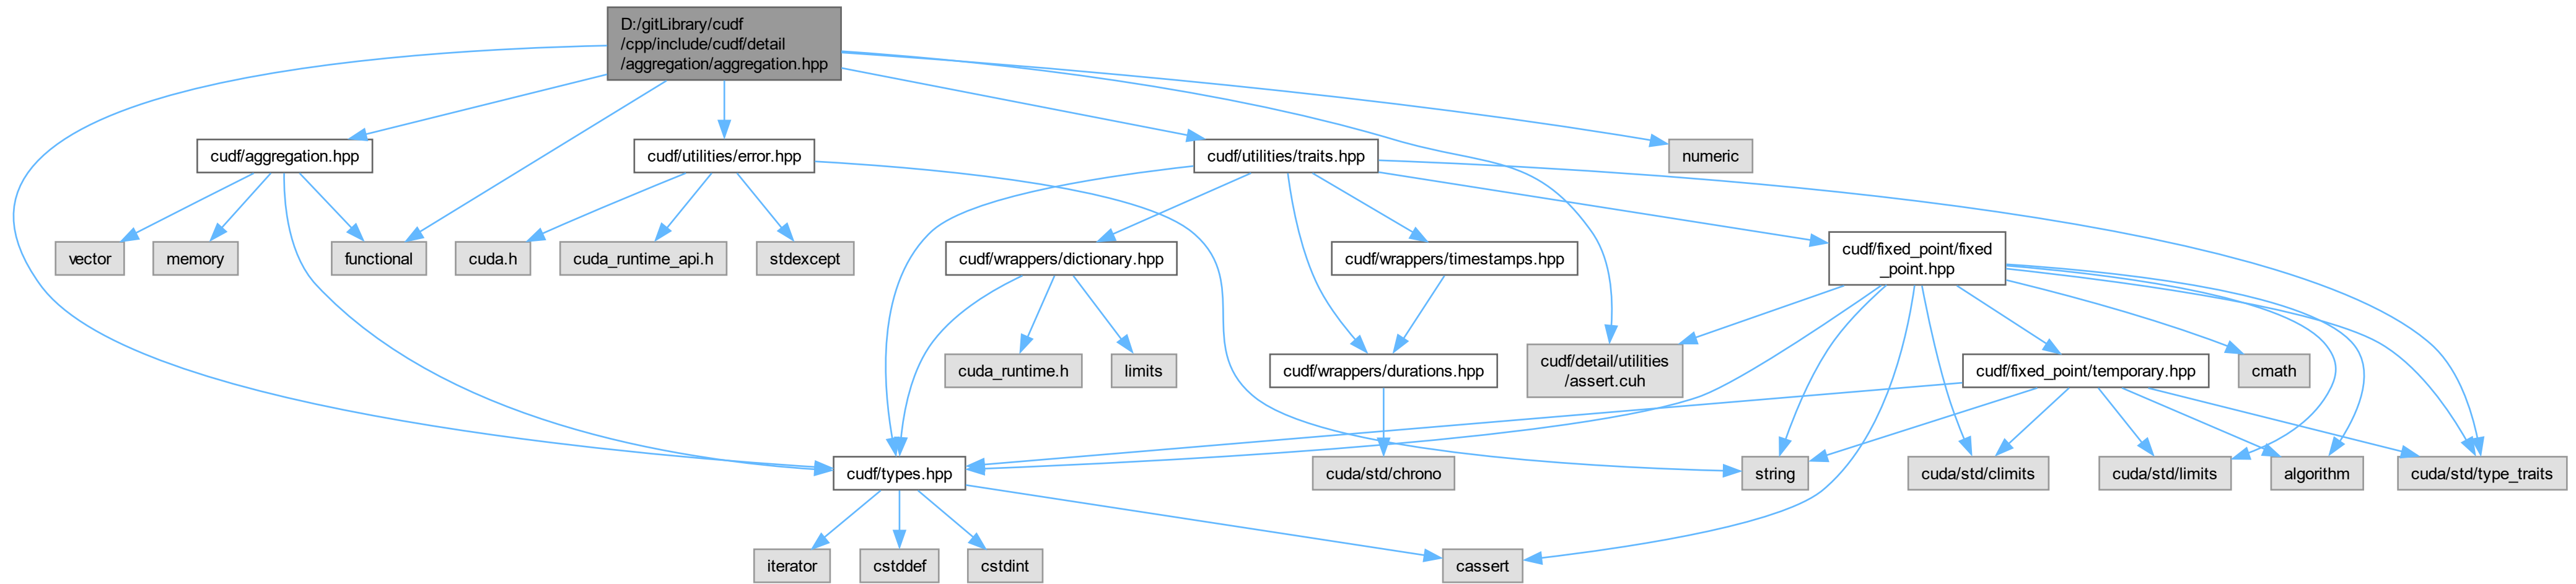 D:/gitLibrary/cudf
/cpp/include/cudf/detail
/aggregation/aggregation.hpp
cudf/aggregation.hpp
cudf/utilities/error.hpp
cudf/utilities/traits.hpp
numeric
vector
memory
functional
cuda.h
cuda_runtime_api.h
stdexcept
cudf/wrappers/dictionary.hpp
cudf/wrappers/timestamps.hpp
cudf/fixed_point/fixed
_point.hpp
cuda_runtime.h
limits
cudf/wrappers/durations.hpp
cudf/detail/utilities
/assert.cuh
cudf/fixed_point/temporary.hpp
cmath
cudf/types.hpp
cuda/std/chrono
string
cuda/std/climits
cuda/std/limits
algorithm
cuda/std/type_traits
iterator
cstddef
cstdint
cassert